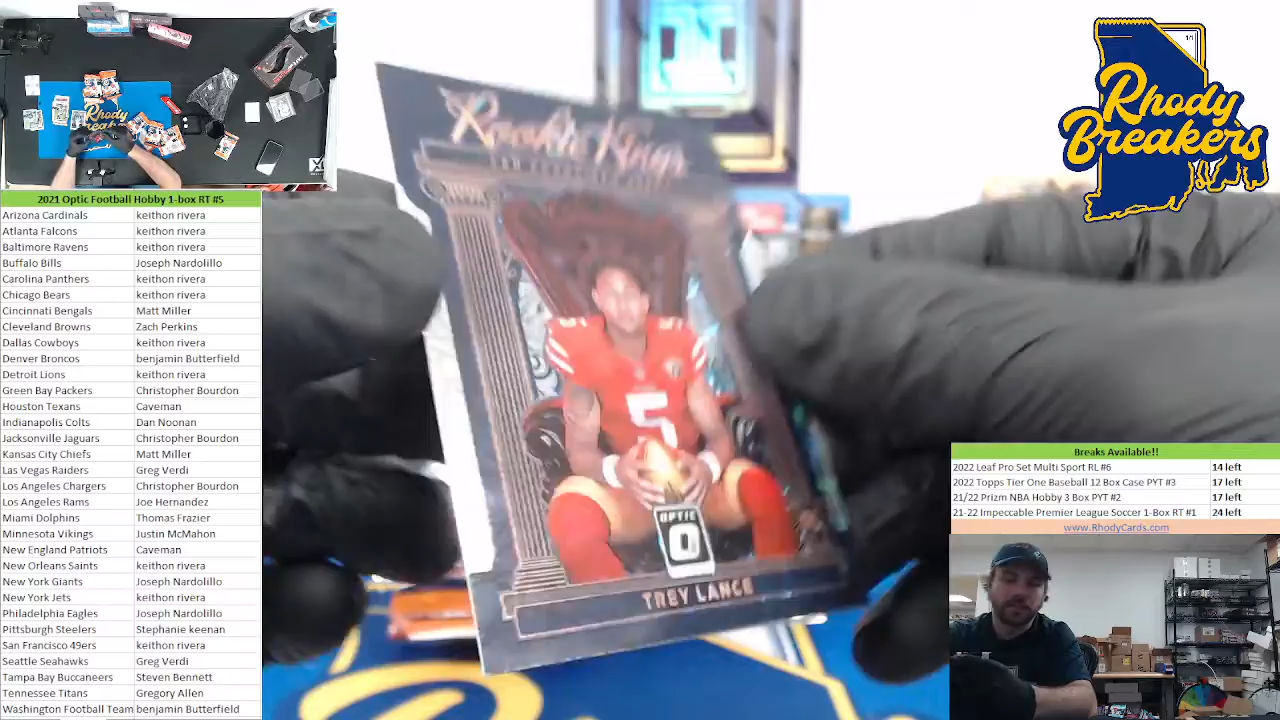 2021 Optic Football Hobby 1-box RT #5
Arizona Cardinals keithon rivera
Atlanta Falcons keithon rivera
Baltimore Ravens keithon rivera
Buffalo Bills Joseph Nardolillo
Carolina Panthers keithon rivera
Chicago Bears keithon rivera
Cincinnati Bengals Matt Miller
Cleveland Browns Zach Perkins
Dallas Cowboys keithon rivera
Denver Broncos benjamin Butterfield
Detroit Lions keithon rivera
Green Bay Packers Christopher Bourdon
Houston Texans Caveman
Indianapolis Colts Dan Noonan
Jacksonville Jaguars Christopher Bourdon
Kansas City Chiefs Matt Miller
Las Vegas Raiders Greg Verdi
Los Angeles Chargers Christopher Bourdon
Los Angeles Rams Joe Hernandez
Miami Dolphins Thomas Frazier
Minnesota Vikings Justin McMahon
New England Patriots Caveman
New Orleans Saints keithon rivera
New York Giants Joseph Nardolillo
New York Jets keithon rivera
Philadelphia Eagles Joseph Nardolillo
Pittsburgh Steelers Stephanie keenan
San Francisco 49ers keithon rivera
Seattle Seahawks Greg Verdi
Tampa Bay Buccaneers Steven Bennett
Tennessee Titans Gregory Allen
Washington Football Team benjamin Butterfield
Rhody
Breakers
Rookie Kings
5
OPTIC
O
TREY LANCE
1/1
Rhody
Breakers
Breaks Available!!
2022 Leaf Pro Set Multi Sport RL #6 14 left
2022 Topps Tier One Baseball 12 Box Case PYT #3 17 left
21/22 Prizm NBA Hobby 3 Box PYT #2 17 left
21-22 Impeccable Premier League Soccer 1-Box RT #1 24 left
www.RhodyCards.com